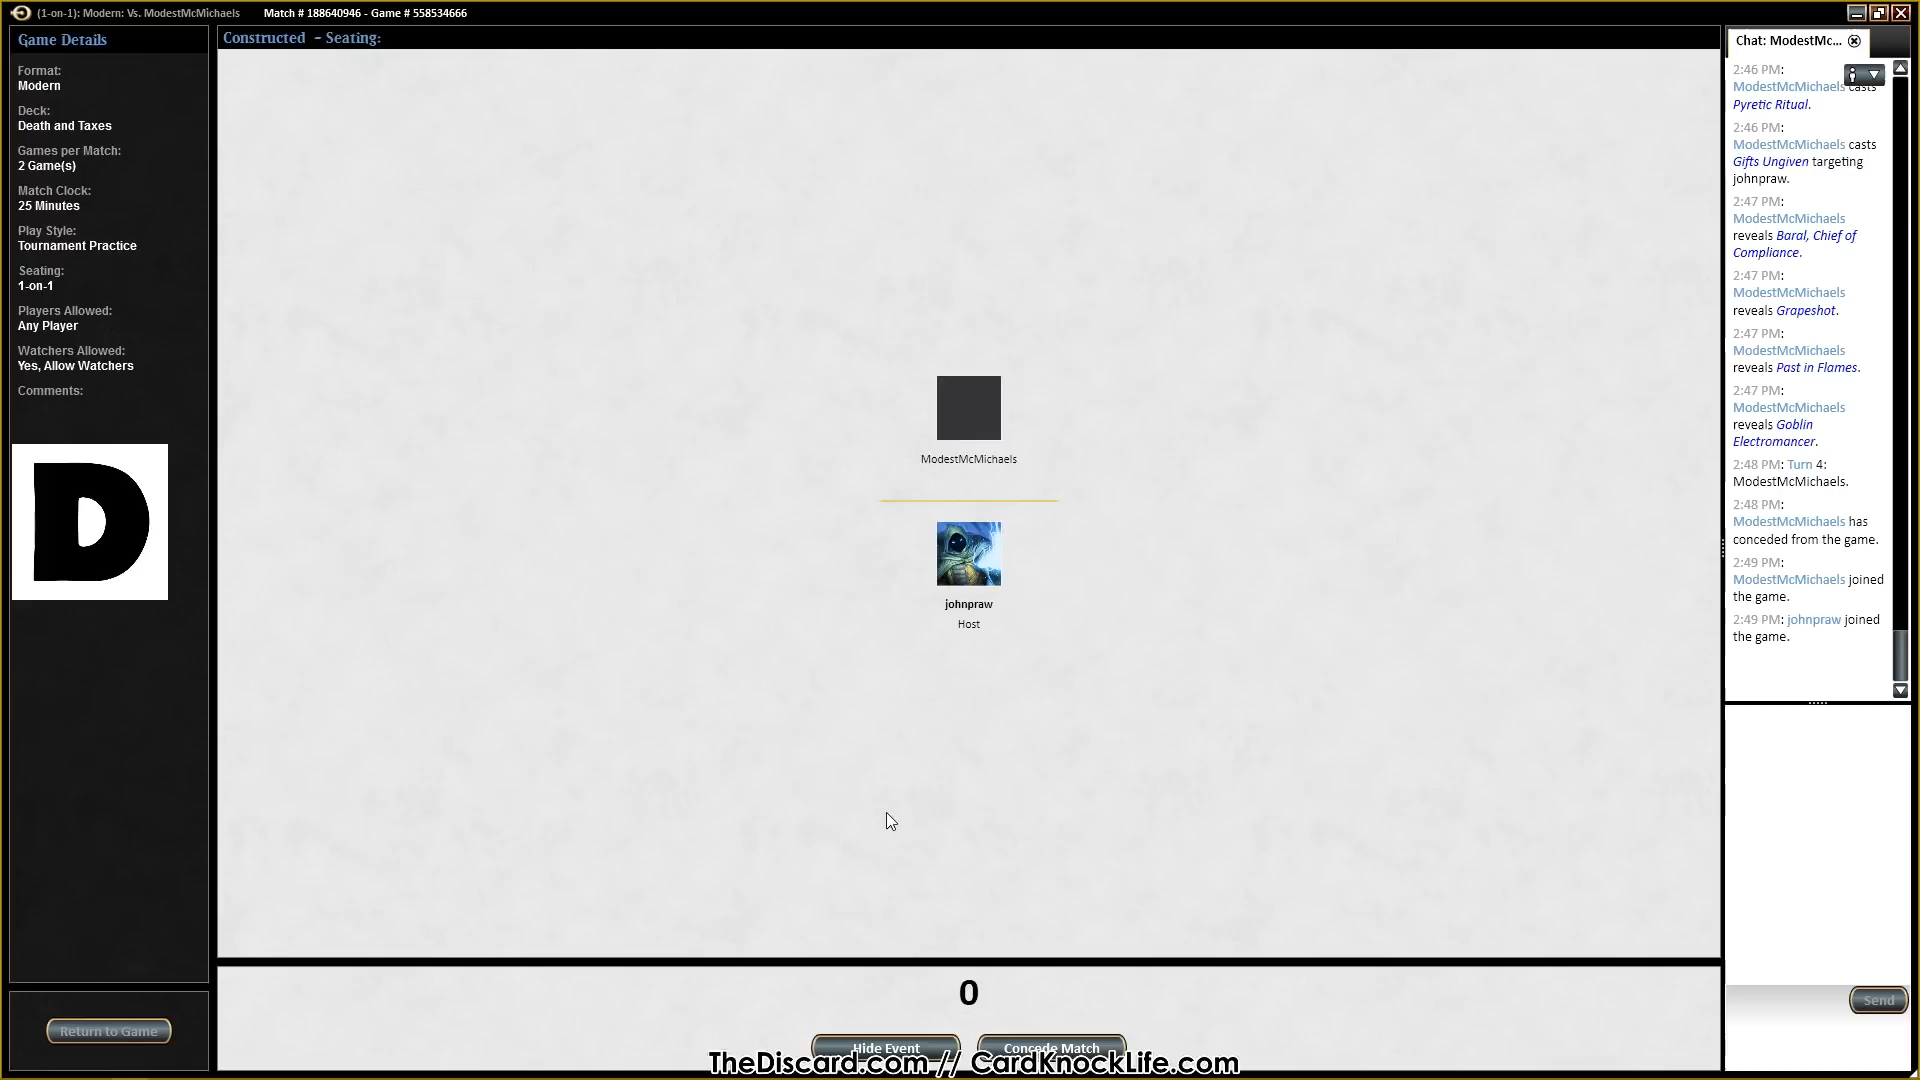 (1-on-1): Modern: Vs. ModestMcMichaels
Match # 188640946 - Game # 558534666
Game Details
Format:
Modern
Deck:
Death and Taxes
Games per Match:
2 Game(s)
Match Clock:
25 Minutes
Play Style:
Tournament Practice
Seating:
1-on-1
Players Allowed:
Any Player
Watchers Allowed:
Yes, Allow Watchers
Comments:
D
Return to Game
Constructed - Seating:
ModestMcMichaels
johnpraw
Host
0
Hide Event
Concede Match
TheDiscard.com // CardKnockLife.com
Chat: ModestMc...
2:46 PM:
ModestMcMichaels casts
Pyretic Ritual.
2:46 PM:
ModestMcMichaels casts
Gifts Ungiven targeting
johnpraw.
2:47 PM:
ModestMcMichaels
reveals Baral, Chief of
Compliance.
2:47 PM:
ModestMcMichaels
reveals Grapeshot.
2:47 PM:
ModestMcMichaels
reveals Past in Flames.
2:47 PM:
ModestMcMichaels
reveals Goblin
Electromancer.
2:48 PM: Turn 4:
ModestMcMichaels.
2:48 PM:
ModestMcMichaels has
conceded from the game.
2:49 PM:
ModestMcMichaels joined
the game.
2:49 PM: johnpraw joined
the game.
Send